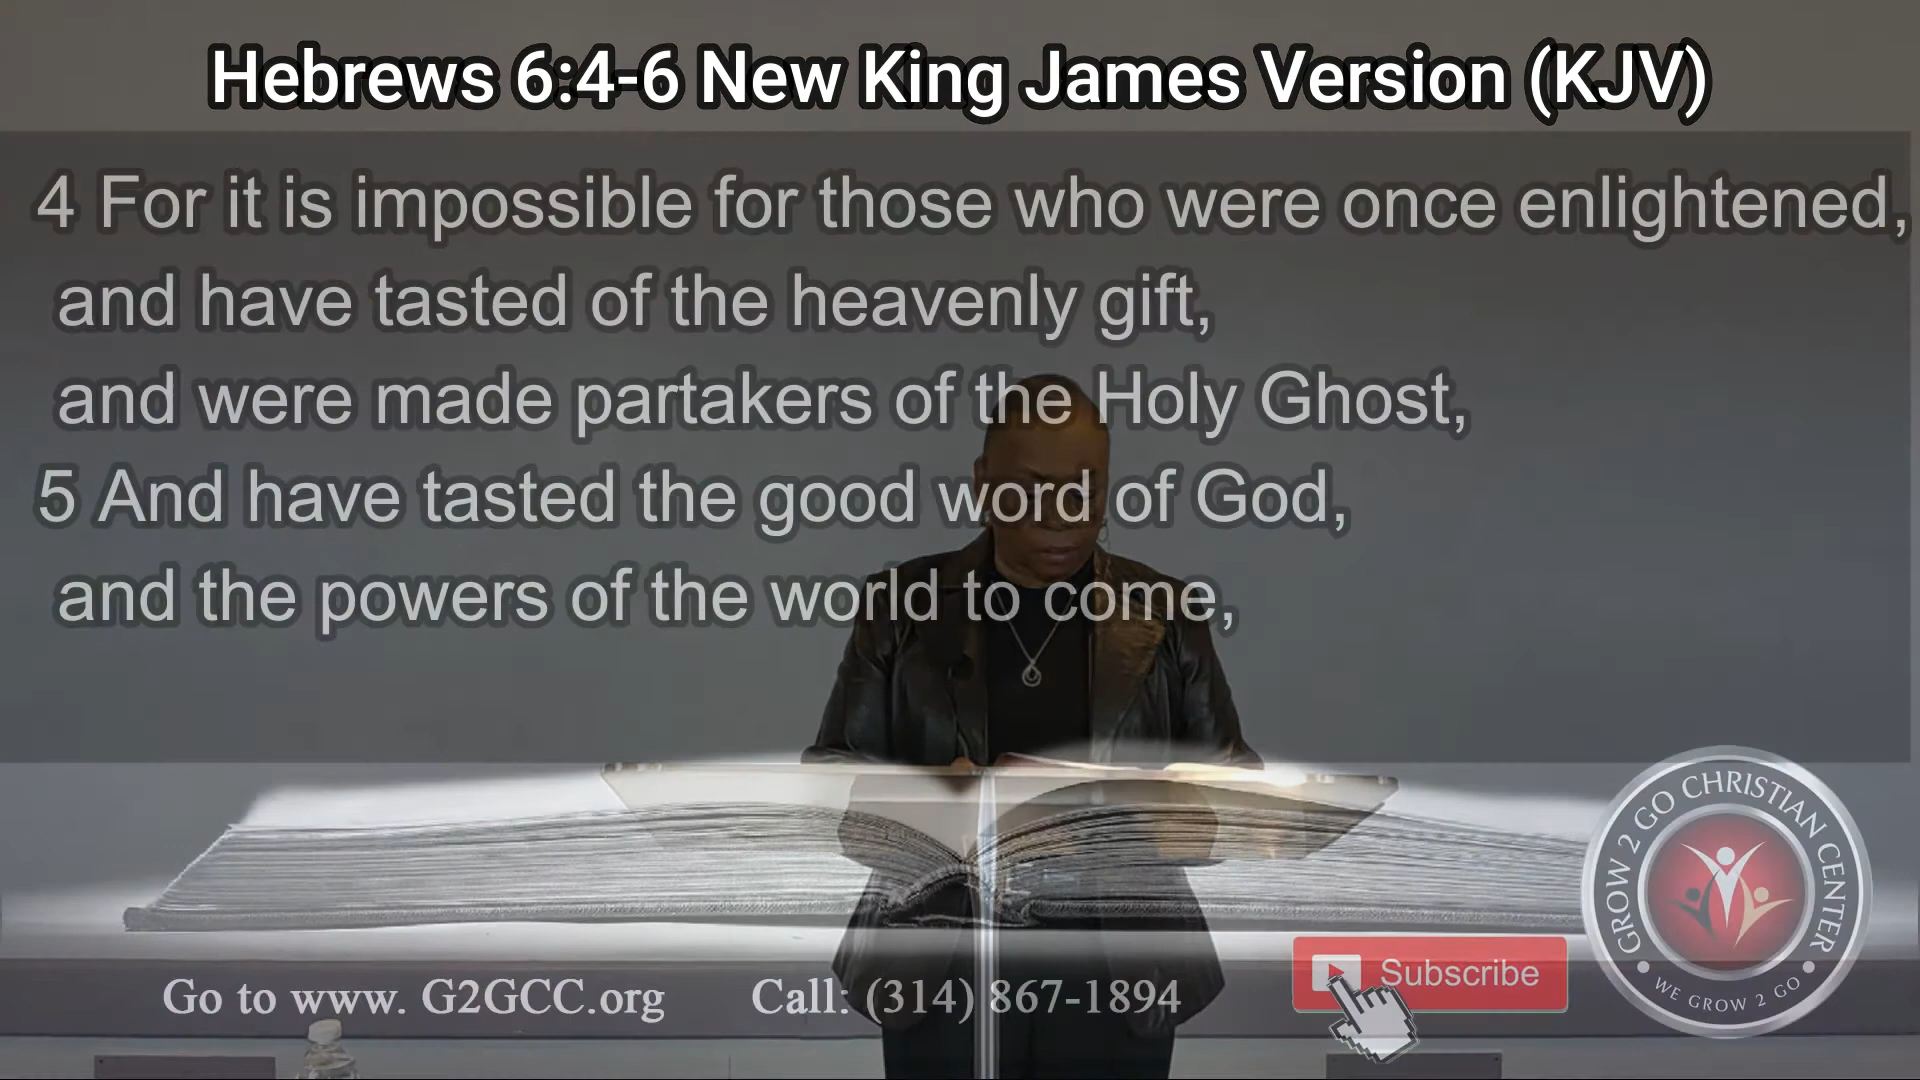 Hebrews 6:4-6 New King James Version (KJV)
4 For it is impossible for those who were once enlightened,
and have tasted of the heavenly gift,
and were made partakers of the Holy Ghost,
5 And have tasted the good word of God,
and the powers of the world to come,
GROW 2 GO CHRISTIAN CENTER
• WE GROW 2 GO •
Subscribe
Go to www. G2GCC.org Call: (314) 867-1894